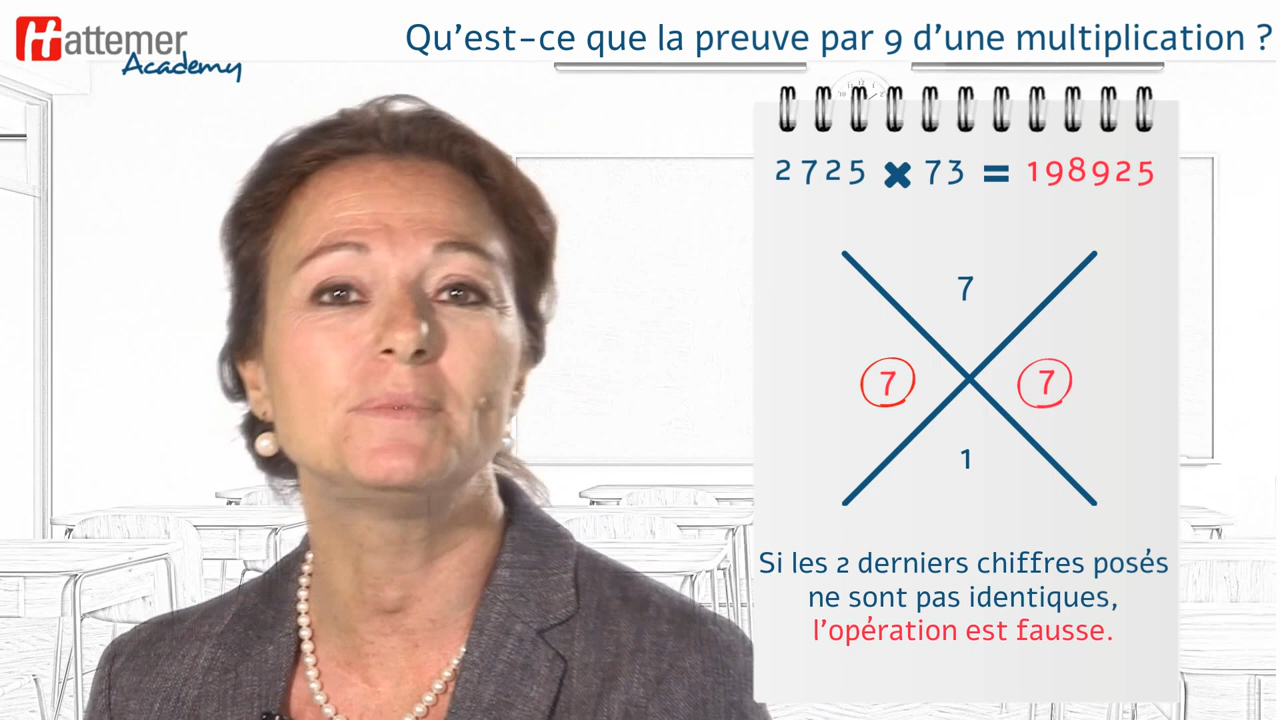 Hattemer
Academy
Qu'est-ce que la preuve par 9 d'une multiplication ?
2725 × 73 = 198925
7
7 7
1
Si les 2 derniers chiffres posés
ne sont pas identiques,
l'opération est fausse.